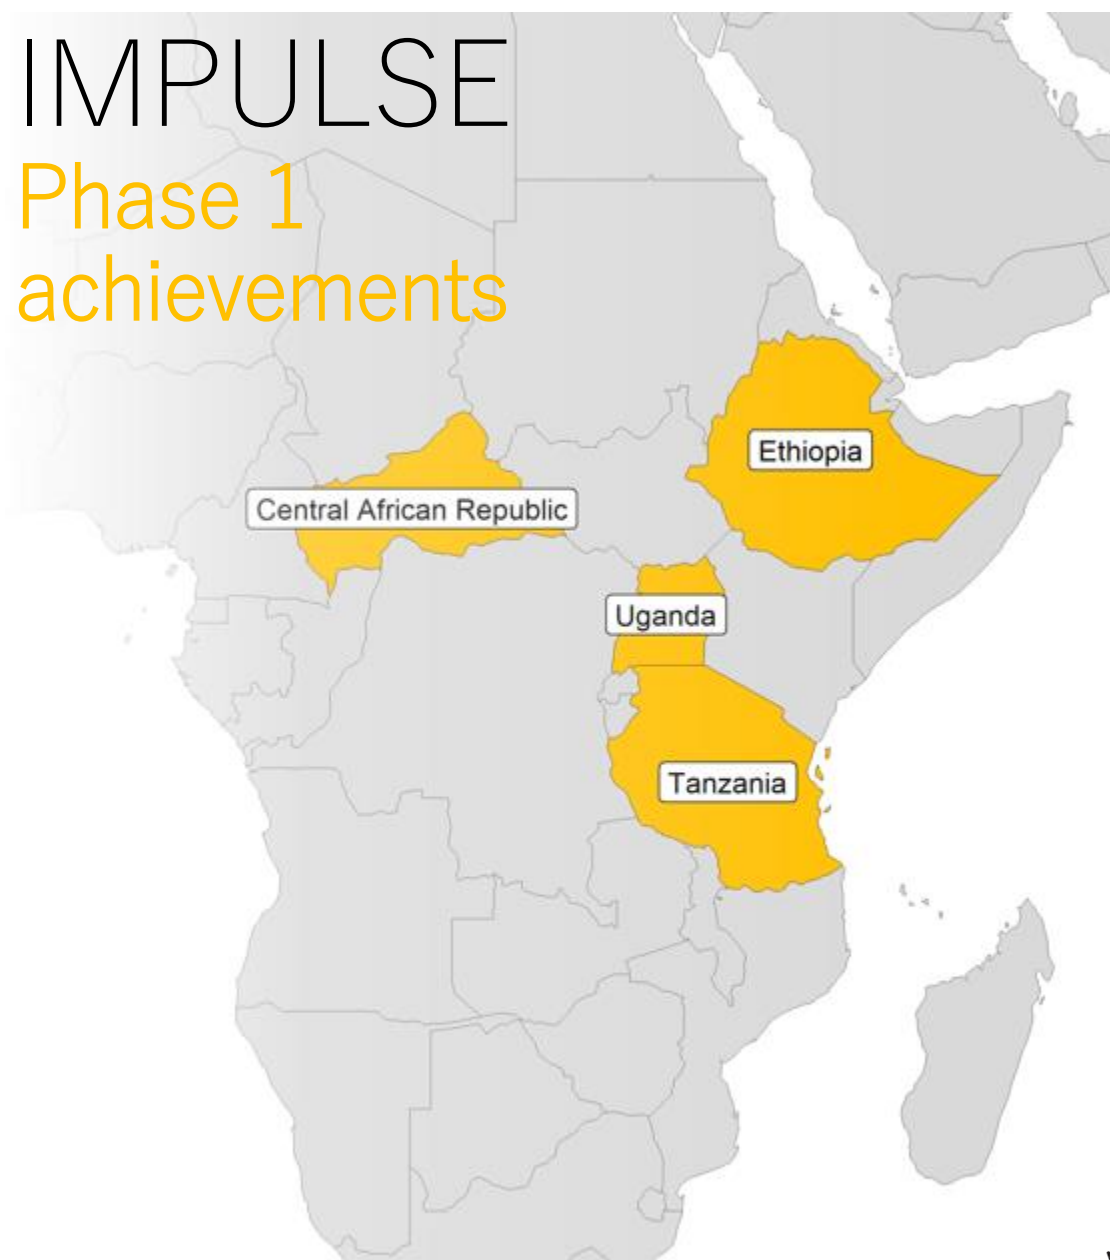 IMPULSE
Phase 1
achievements
Ethiopia
Central African Republic
Uganda
Tanzania